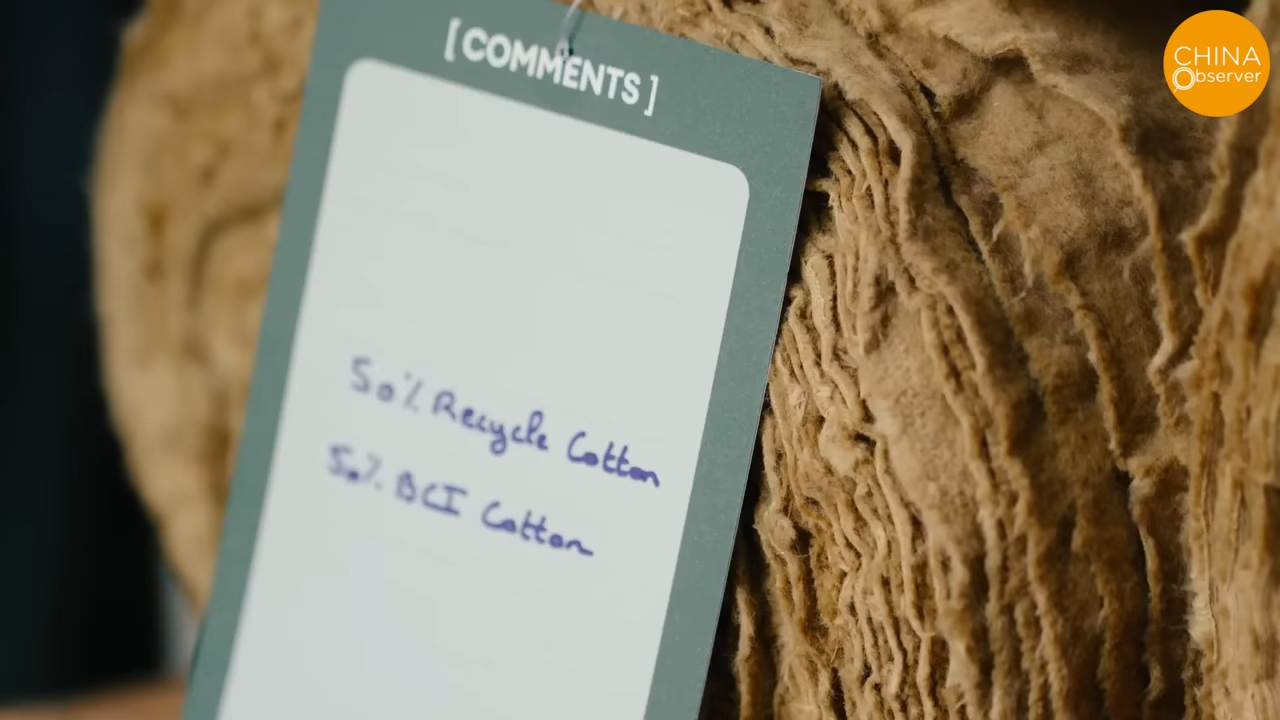 [COMMENTS]
50% Recycle Cotton
50% BCI Cotton
CHINA
Observer